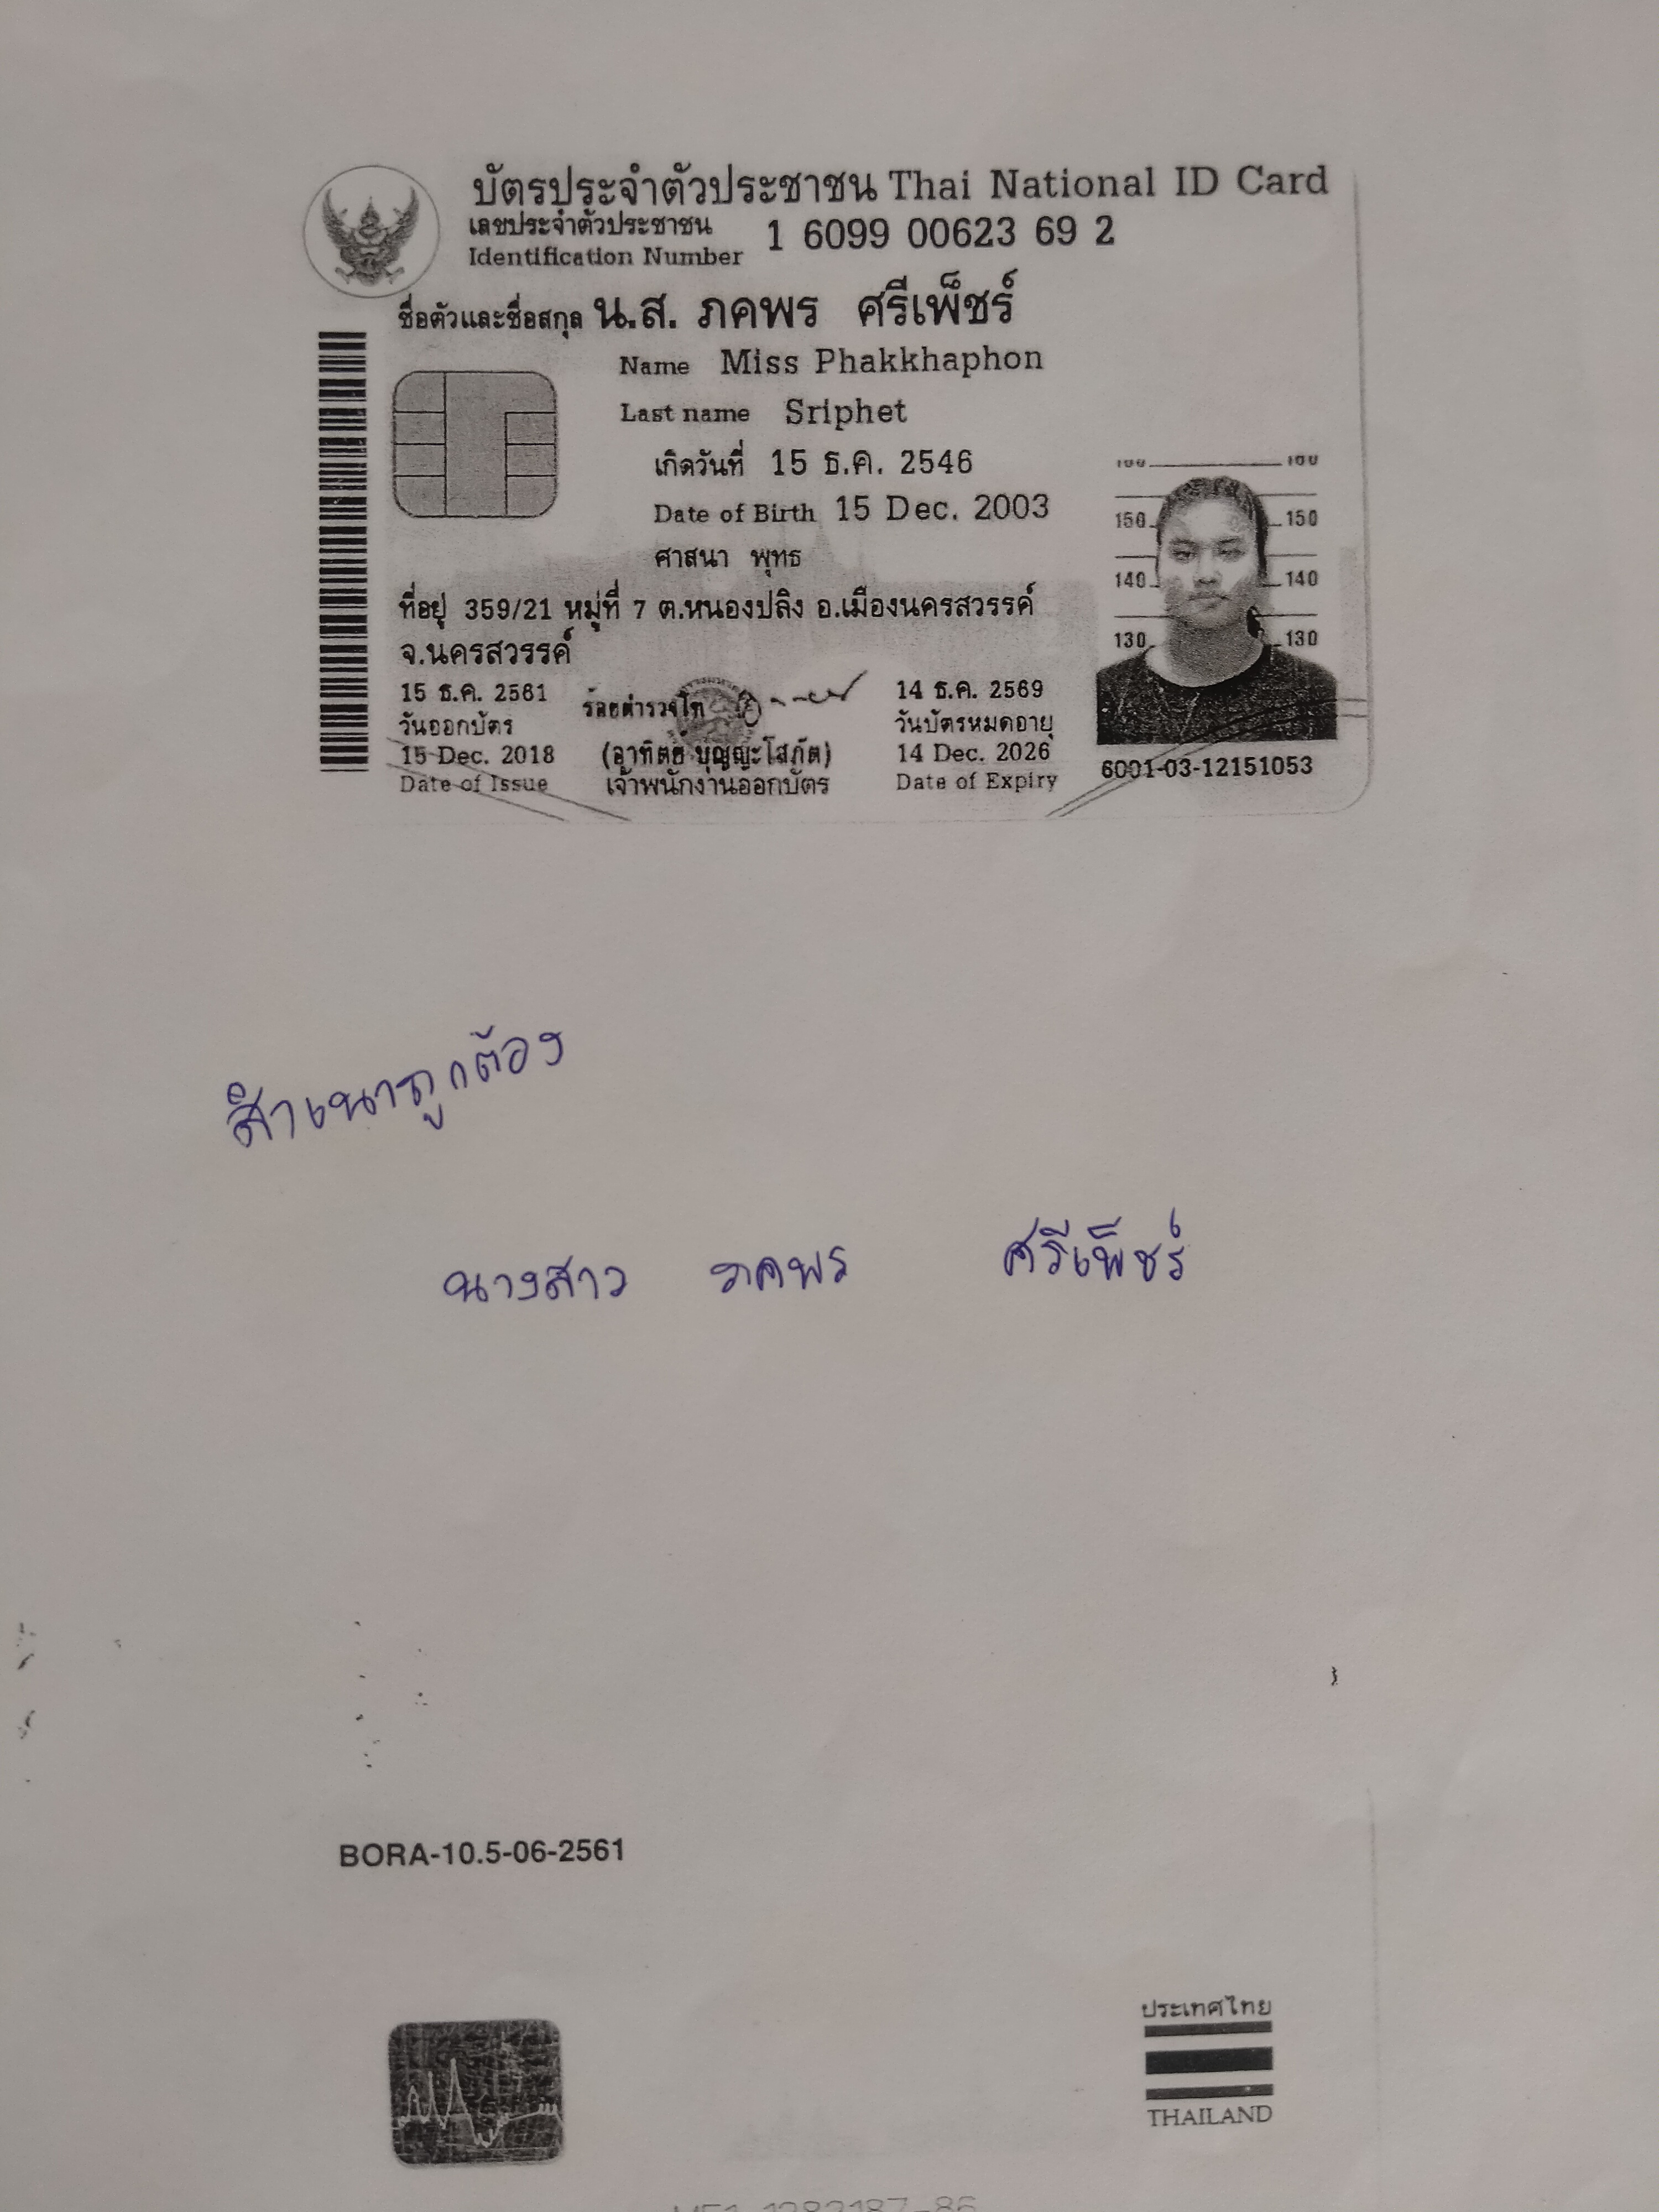 บัตรประจำตัวประชาชน Thai National ID Card
เลขประจำตัวประชาชน
Identification Number 1 6099 00623 69 2
ชื่อตัวและชื่อสกุล น.ส. ภคพร ศรีเพ็ชร์
Name Miss Phakkhaphon
Last name Sriphet
เกิดวันที่ 15 ธ.ค. 2546
Date of Birth 15 Dec. 2003
ศาสนา พุทธ
ที่อยู่ 359/21 หมู่ที่ 7 ต.หนองปลิง อ.เมืองนครสวรรค์
จ.นครสวรรค์
150 150
140 140
130 130
15 ธ.ค. 2561
วันออกบัตร
15 Dec. 2018
Date of Issue
ร้อยตำรวจโท
(อาทิตย์ บุญญะโสภัต)
เจ้าพนักงานออกบัตร
14 ธ.ค. 2569
วันบัตรหมดอายุ
14 Dec. 2026
Date of Expiry
6001-03-12151053
สำเนาถูกต้อง
นางสาว ภคพร ศรีเพ็ชร์
BORA-10.5-06-2561
ประเทศไทย
THAILAND